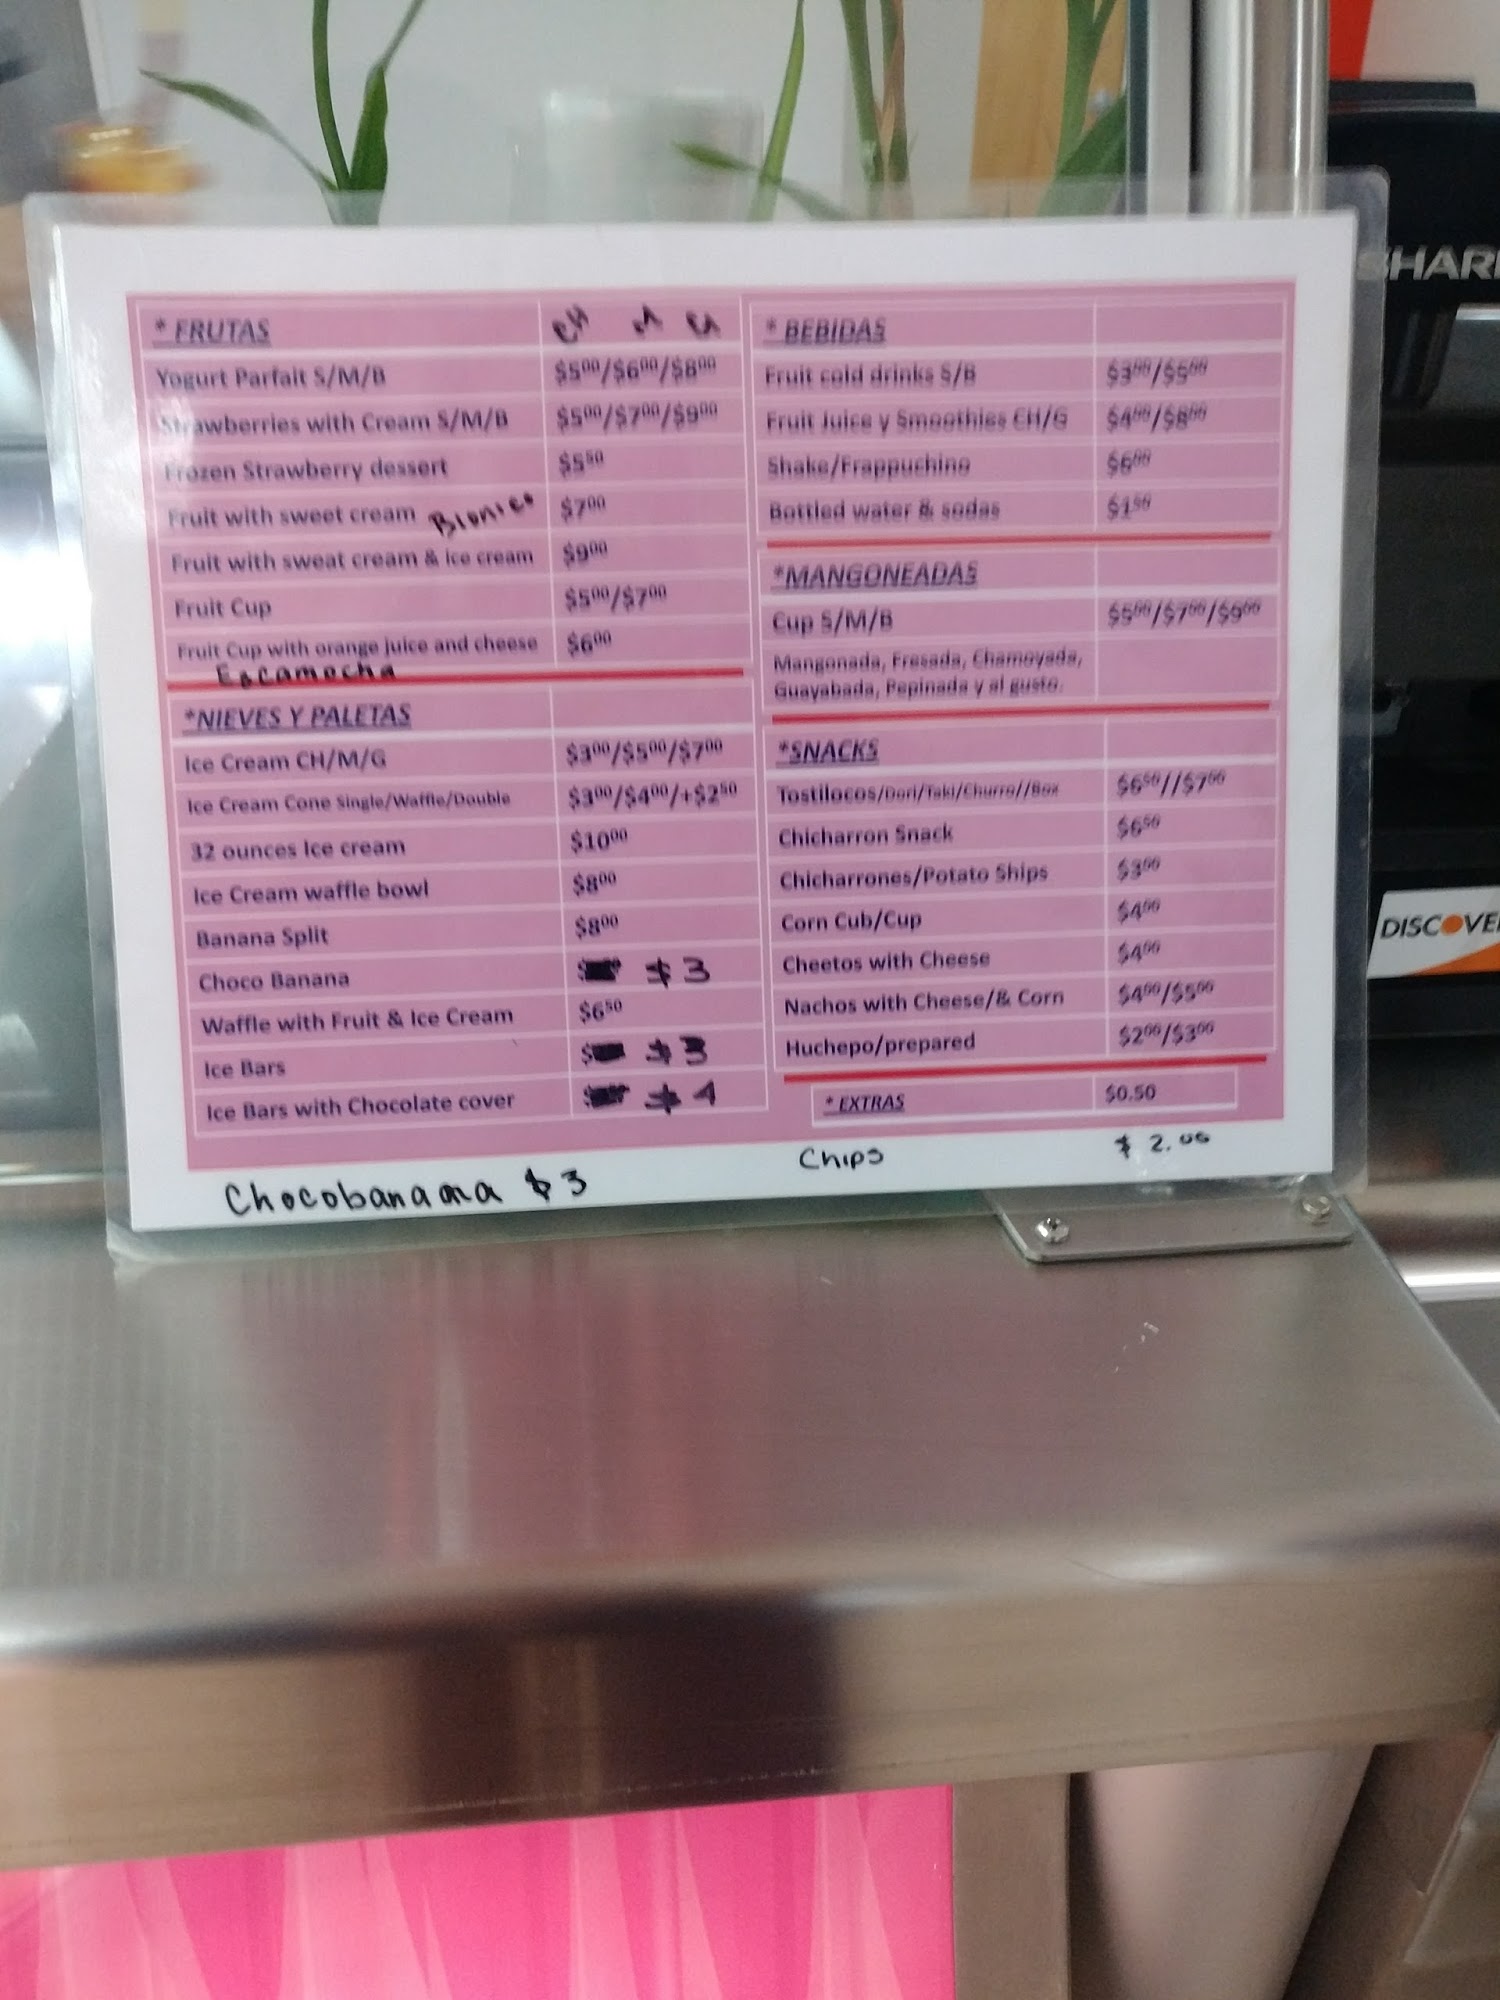 * FRUTAS CH M G
Yogurt Parfait S/M/B $5⁰⁰/$6⁰⁰/$8⁰⁰
Strawberries with Cream S/M/B $5⁰⁰/$7⁰⁰/$9⁰⁰
Frozen Strawberry dessert $5⁵⁰
Fruit with sweet cream Bionico $7⁰⁰
Fruit with sweat cream & Ice cream $9⁰⁰
Fruit Cup $5⁰⁰/$7⁰⁰
Fruit Cup with orange juice and cheese $6⁰⁰
Escamocha
*NIEVES Y PALETAS
Ice Cream CH/M/G $3⁰⁰/$5⁰⁰/$7⁰⁰
Ice Cream Cone Single/Waffle/Double $3⁰⁰/$4⁰⁰/+$2⁵⁰
32 ounces Ice cream $10⁰⁰
Ice Cream waffle bowl $8⁰⁰
Banana Split $8⁰⁰
Choco Banana $ $3
Waffle with Fruit & Ice Cream $6⁵⁰
Ice Bars $ $3
Ice Bars with Chocolate cover $ $4
Chocobanana $3
* BEBIDAS
Fruit cold drinks S/B $3⁰⁰/$5⁰⁰
Fruit Juice y Smoothies CH/G $4⁰⁰/$8⁰⁰
Shake/Frappuchino $6⁰⁰
Bottled water & sodas $1⁵⁰
*MANGONEADAS
Cup S/M/B $5⁰⁰/$7⁰⁰/$9⁰⁰
Mangonada, Fresada, Chamoyada,
Guayabada, Pepinada y al gusto.
*SNACKS
Tostilocos/Dori/Taki/Churro//Box $6⁵⁰//$7⁰⁰
Chicharron Snack $6⁵⁰
Chicharrones/Potato Ships $3⁰⁰
Corn Cub/Cup $4⁰⁰
Cheetos with Cheese $4⁰⁰
Nachos with Cheese/& Corn $4⁰⁰/$5⁰⁰
Huchepo/prepared $2⁰⁰/$3⁰⁰
* EXTRAS $0.50
Chips $ 2.00
SHAR
DISCOVE